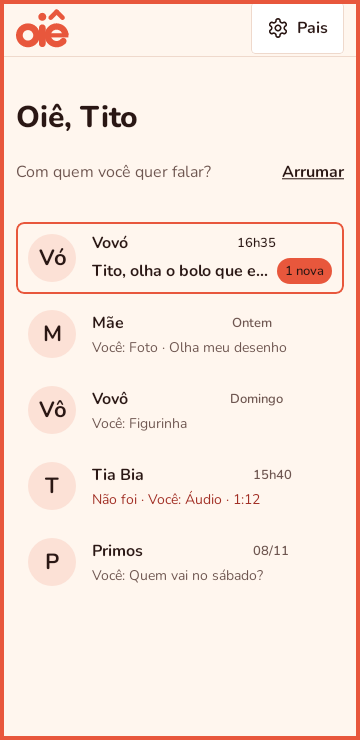 oiê
Pais
Oiê, Tito
Com quem você quer falar?
Arrumar
Vó
Vovó
16h35
Tito, olha o bolo que e...
1 nova
M
Mãe
Ontem
Você: Foto · Olha meu desenho
Vô
Vovô
Domingo
Você: Figurinha
T
Tia Bia
15h40
Não foi · Você: Áudio · 1:12
P
Primos
08/11
Você: Quem vai no sábado?